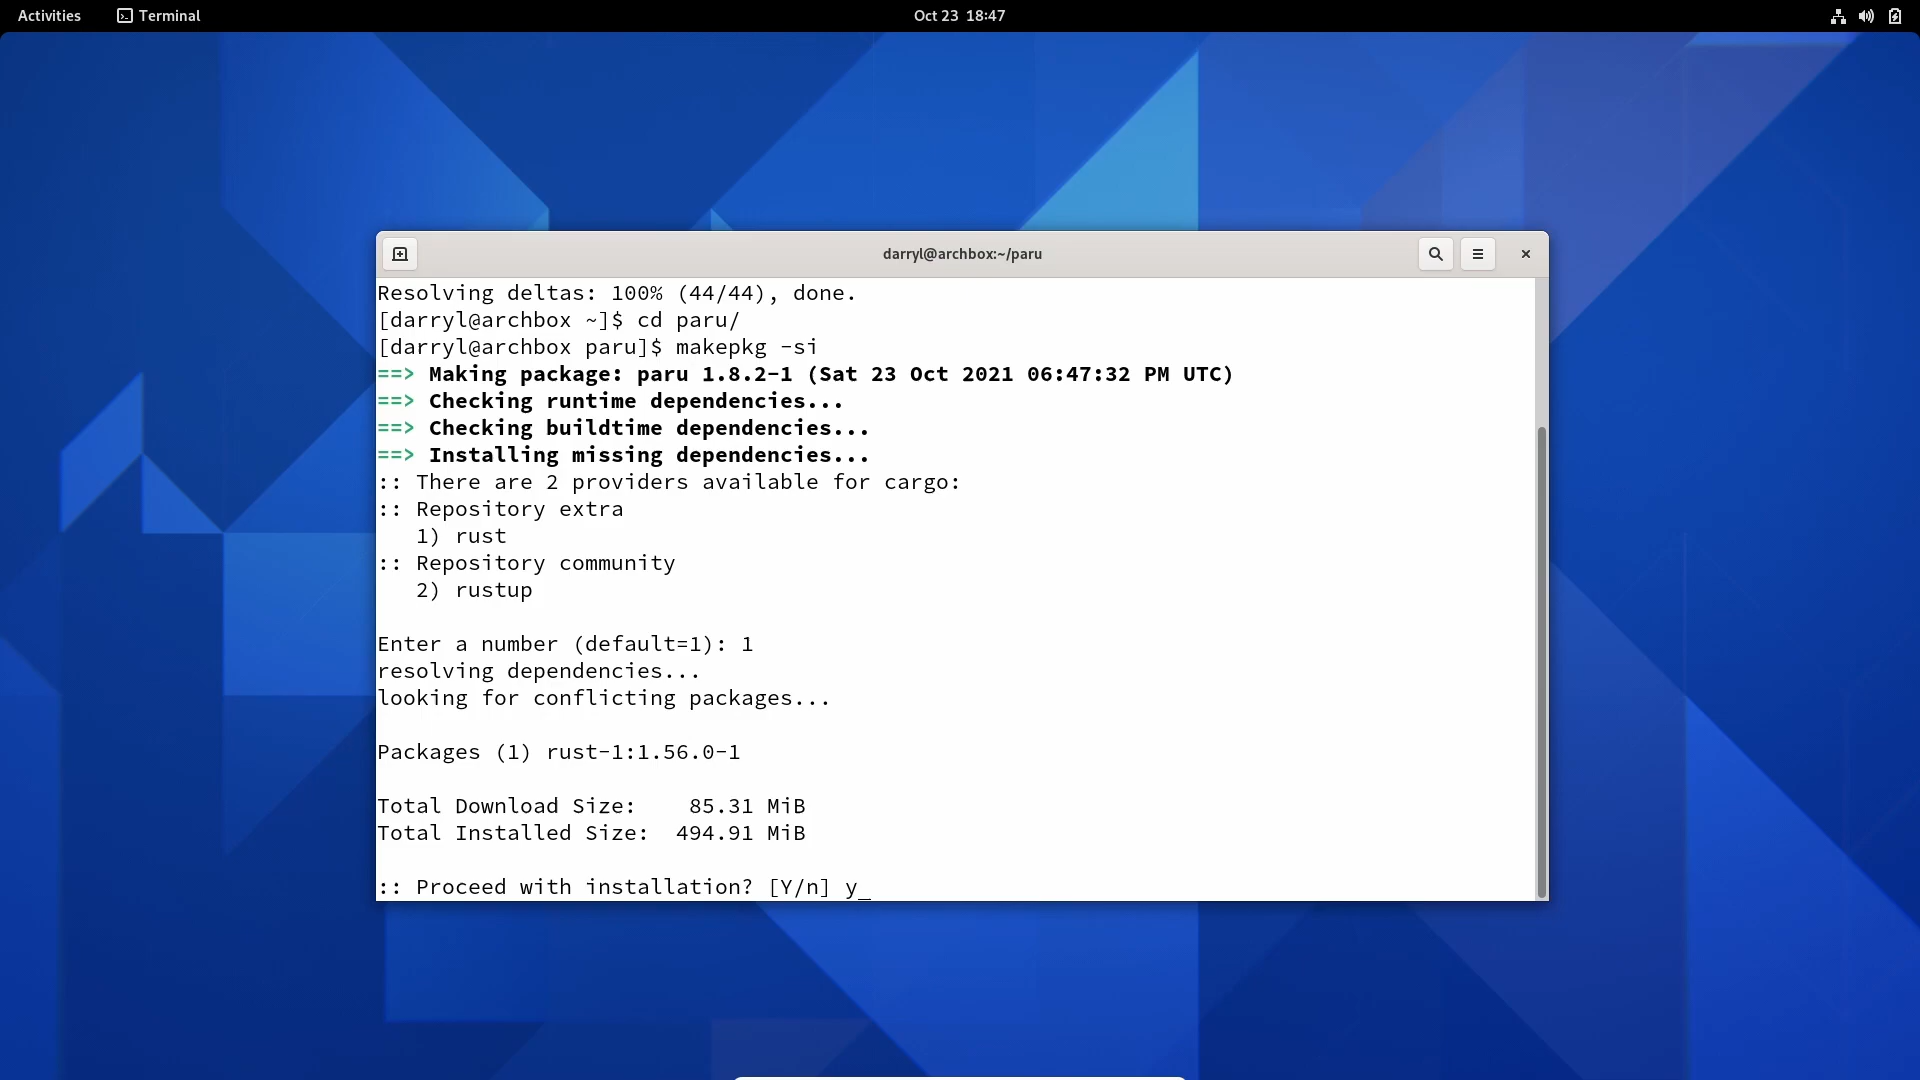 Activities Terminal Oct 23 18:47
darryl@archbox:~/paru
Resolving deltas: 100% (44/44), done.
[darryl@archbox ~]$ cd paru/
[darryl@archbox paru]$ makepkg -si
==> Making package: paru 1.8.2-1 (Sat 23 Oct 2021 06:47:32 PM UTC)
==> Checking runtime dependencies...
==> Checking buildtime dependencies...
==> Installing missing dependencies...
:: There are 2 providers available for cargo:
:: Repository extra
   1) rust
:: Repository community
   2) rustup
Enter a number (default=1): 1
resolving dependencies...
looking for conflicting packages...
Packages (1) rust-1:1.56.0-1
Total Download Size:    85.31 MiB
Total Installed Size:  494.91 MiB
:: Proceed with installation? [Y/n] y_